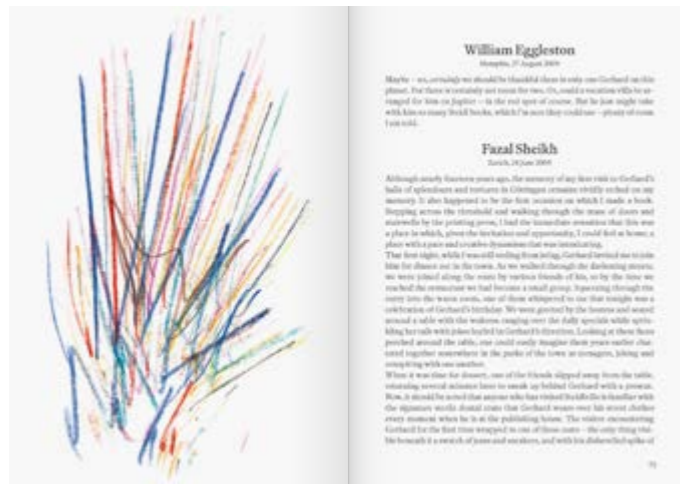 William Eggleston
Memphis, 27 August 2009
Maybe – no, certainly we should be thankful there is only one Gerhard on this
planet. For there is certainly not room for two. Or, could a vacation villa be ar-
ranged for him on Jupiter – in the red spot of course. But he just might take
with him so many Steidl books, which I'm sure they could use – plenty of room
I am told.
Fazal Sheikh
Zurich, 24 June 2009
Although nearly fourteen years ago, the memory of my first visit to Gerhard's
halls of splendours and tortures in Göttingen remains vividly etched on my
memory. It also happened to be the first occasion on which I made a book.
Stepping across the threshold and walking through the maze of doors and
stairwells by the printing press, I had the immediate sensation that this was
a place in which, given the invitation and opportunity, I could feel at home; a
place with a pace and creative dynamism that was intoxicating.
That first night, while I was still reeling from jetlag, Gerhard invited me to join
him for dinner out in the town. As we walked through the darkening streets,
we were joined along the route by various friends of his, so by the time we
reached the restaurant we had become a small group. Squeezing through the
entry into the warm room, one of them whispered to me that tonight was a
celebration of Gerhard's birthday. We were greeted by the hostess and seated
around a table with the waitress ranging over the daily specials while sprin-
kling her talk with jokes hurled in Gerhard's direction. Looking at these faces
perched around the table, one could easily imagine them years earlier clus-
tered together somewhere in the parks of the town as teenagers, joking and
conspiring with one another.
When it was time for dessert, one of the friends slipped away from the table,
returning several minutes later to sneak up behind Gerhard with a present.
Now, it should be noted that anyone who has visited Steidlville is familiar with
the signature words coats that Gerhard wears over his street clothes
every moment when he is at the publishing house. The visitor encountering
Gerhard for the first time wrapped in one of those coats – the only thing visi-
ble beneath it a swatch of jeans and sneakers, and with his dishevelled spike of